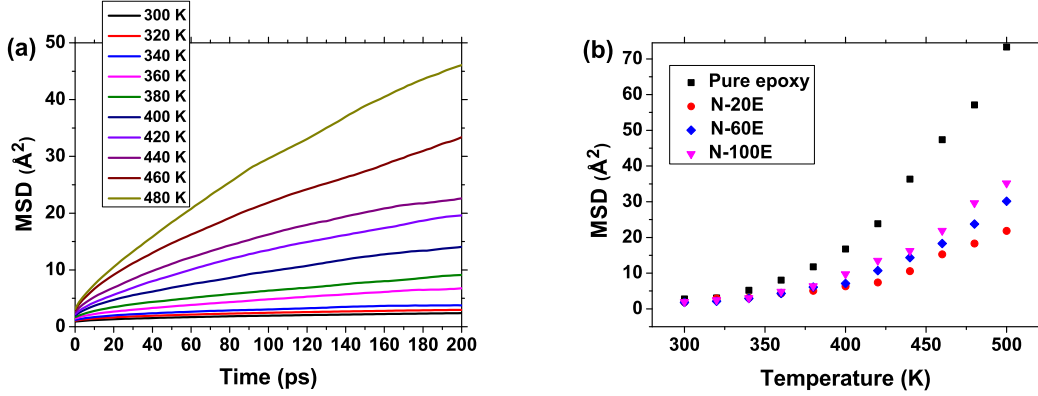 (a)
300 K
320 K
340 K
360 K
380 K
400 K
420 K
440 K
460 K
480 K
MSD (Å²)
50
40
30
20
10
0
0 20 40 60 80 100 120 140 160 180 200
Time (ps)
(b)
Pure epoxy
N-20E
N-60E
N-100E
MSD (Å²)
70
60
50
40
30
20
10
0
300 350 400 450 500
Temperature (K)